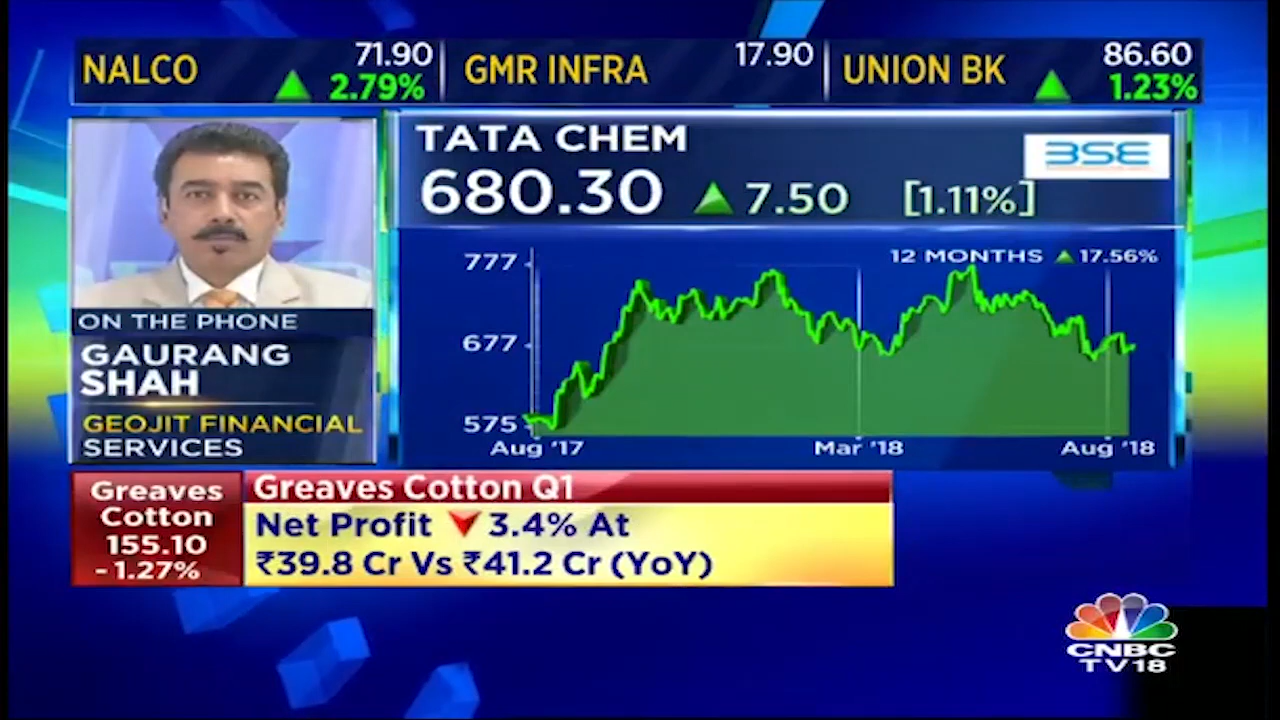 NALCO 71.90 2.79%
GMR INFRA 17.90
UNION BK 86.60 1.23%
TATA CHEM
BSE
680.30 7.50 [1.11%]
12 MONTHS 17.56%
777
677
575
Aug '17 Mar '18 Aug '18
ON THE PHONE
GAURANG
SHAH
GEOJIT FINANCIAL
SERVICES
Greaves
Cotton
155.10
-1.27%
Greaves Cotton Q1
Net Profit 3.4% At
₹39.8 Cr Vs ₹41.2 Cr (YoY)
CNBC
TV18